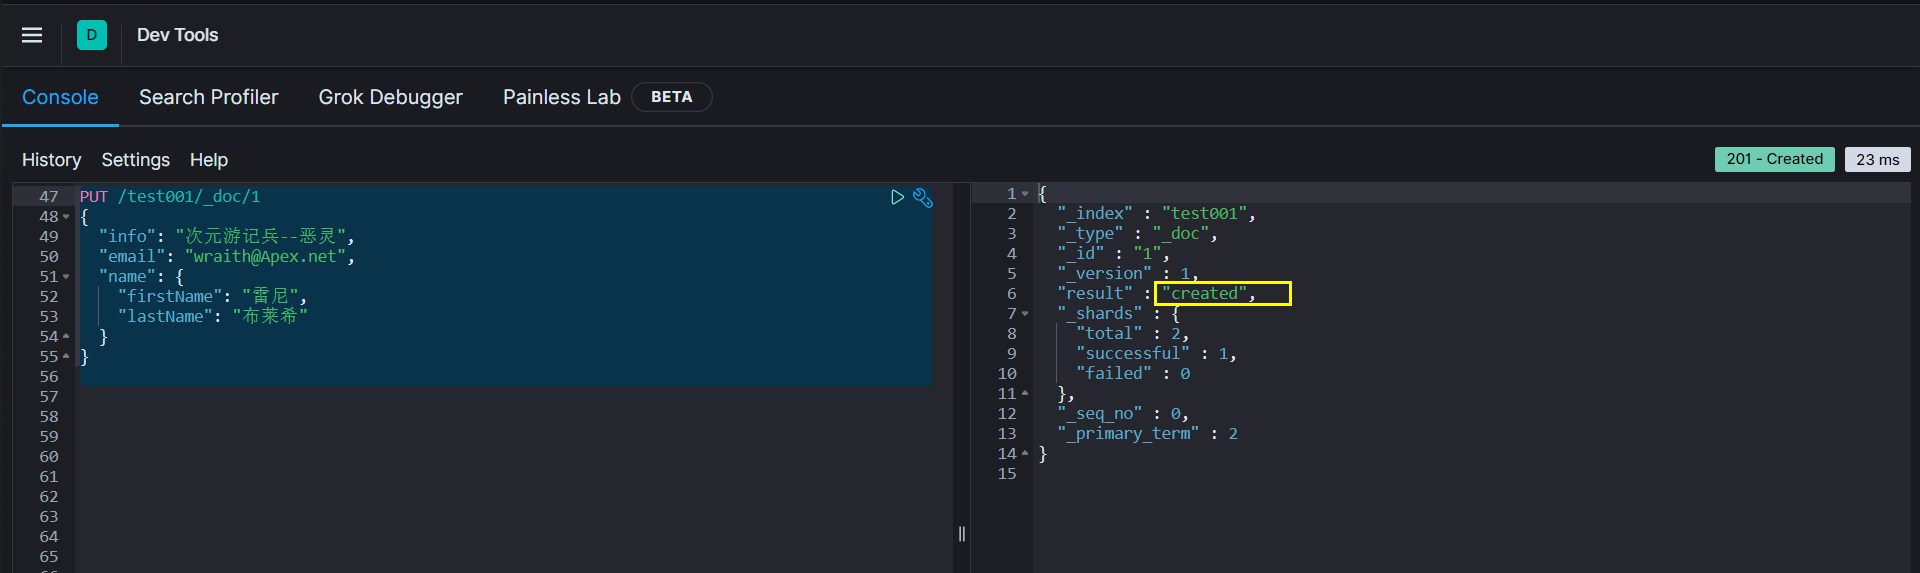 D Dev Tools
Console Search Profiler Grok Debugger Painless Lab BETA
History Settings Help 201 - Created 23 ms
47 PUT /test001/_doc/1
48 {
49 "info": "次元游记兵--恶灵",
50 "email": "wraith@Apex.net",
51 "name": {
52 "firstName": "雷尼",
53 "lastName": "布莱希"
54 }
55 }
56
57
58
59
60
61
62
63
64
65
1 {
2 "_index" : "test001",
3 "_type" : "_doc",
4 "_id" : "1",
5 "_version" : 1,
6 "result" : "created",
7 "_shards" : {
8 "total" : 2,
9 "successful" : 1,
10 "failed" : 0
11 },
12 "_seq_no" : 0,
13 "_primary_term" : 2
14 }
15